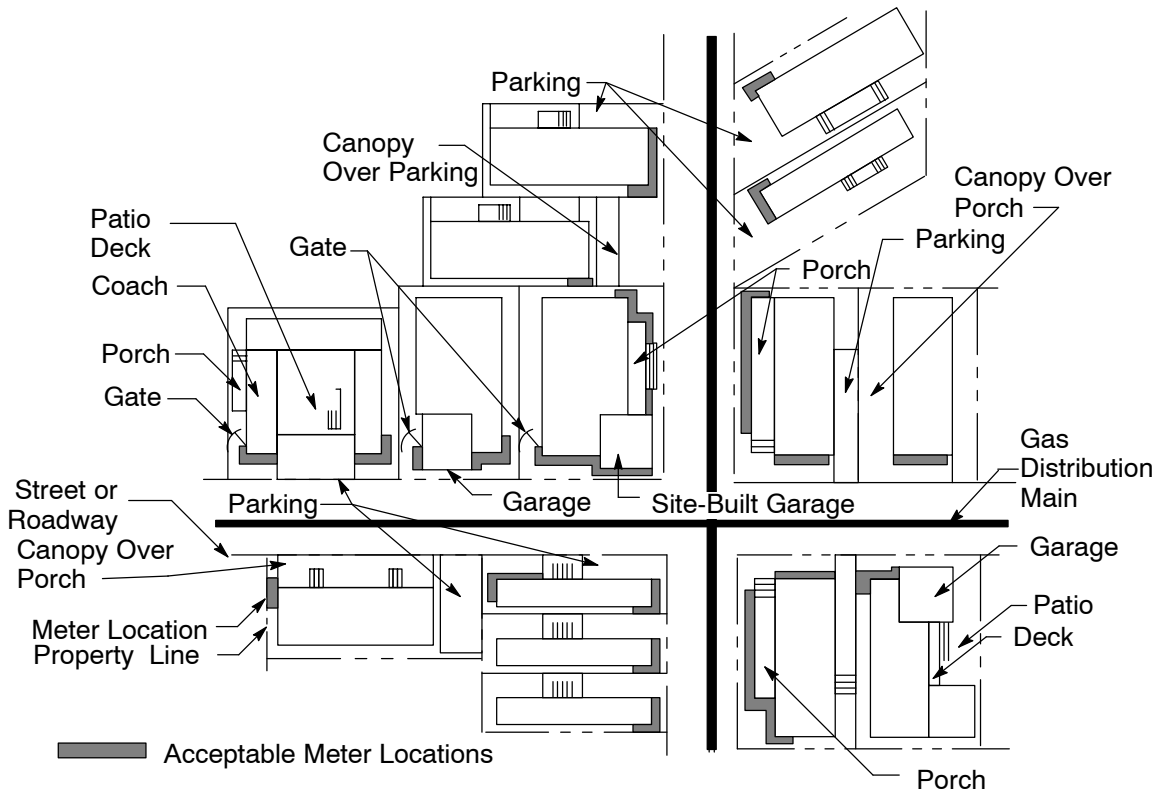 Parking
Canopy
Over Parking
Canopy Over
Porch
Parking
Patio
Deck
Gate
Porch
Coach
Porch
Gate
Gas
Distribution
Main
Street or
Roadway
Parking
Garage
Site-Built Garage
Canopy Over
Porch
Garage
Meter Location
Property Line
Patio
Deck
Acceptable Meter Locations
Porch